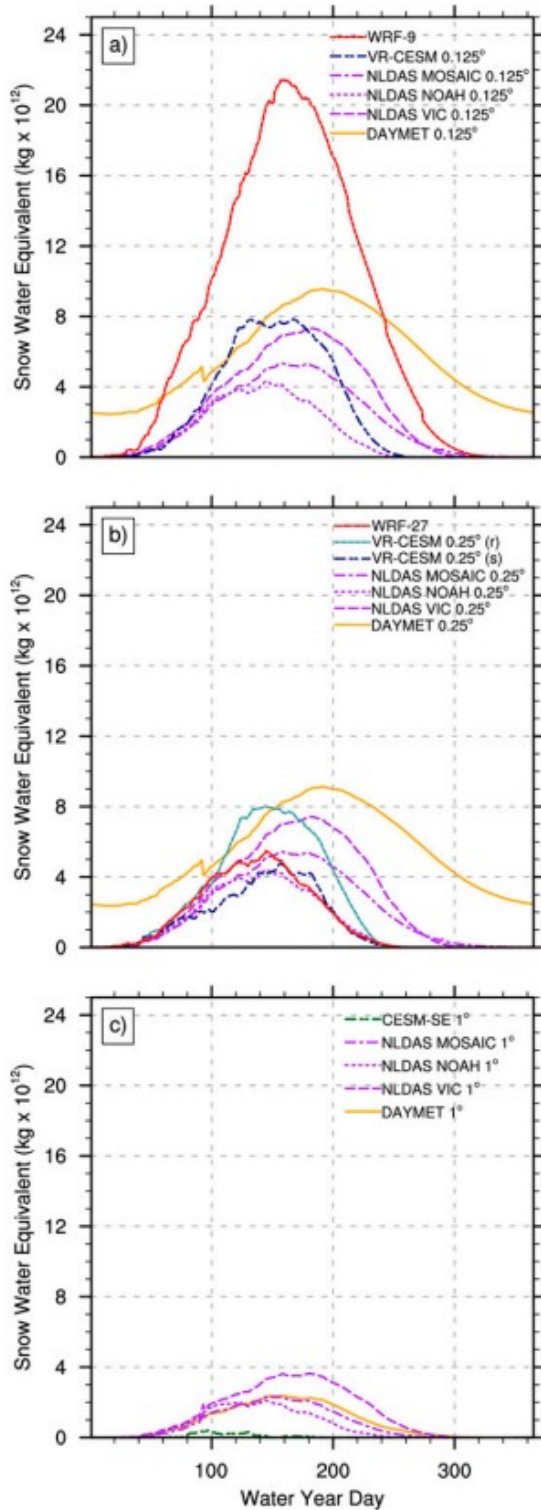 a)
WRF-9
VR-CESM 0.125°
NLDAS MOSAIC 0.125°
NLDAS NOAH 0.125°
NLDAS VIC 0.125°
DAYMET 0.125°
Snow Water Equivalent (kg x 10¹²)
24
20
16
12
8
4
0
b)
WRF-27
VR-CESM 0.25° (r)
VR-CESM 0.25° (s)
NLDAS MOSAIC 0.25°
NLDAS NOAH 0.25°
NLDAS VIC 0.25°
DAYMET 0.25°
Snow Water Equivalent (kg x 10¹²)
24
20
16
12
8
4
0
c)
CESM-SE 1°
NLDAS MOSAIC 1°
NLDAS NOAH 1°
NLDAS VIC 1°
DAYMET 1°
Snow Water Equivalent (kg x 10¹²)
24
20
16
12
8
4
0
100 200 300
Water Year Day